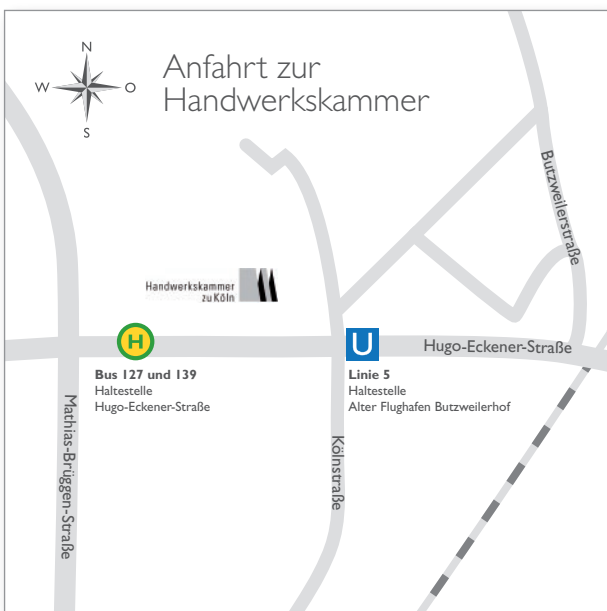 N
W
O
S
Anfahrt zur
Handwerkskammer
Butzweilerstraße
Handwerkskammer
zu Köln
H
U
Hugo-Eckener-Straße
Bus 127 und 139
Haltestelle
Hugo-Eckener-Straße
Linie 5
Haltestelle
Alter Flughafen Butzweilerhof
Mathias-Brüggen-Straße
Kölnstraße